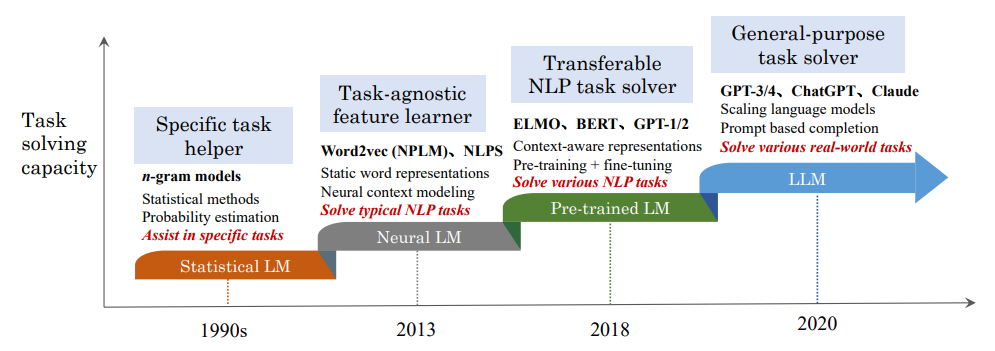 Task
solving
capacity
Specific task
helper
n-gram models
Statistical methods
Probability estimation
Assist in specific tasks
Statistical LM
1990s
Task-agnostic
feature learner
Word2vec (NPLM)、NLPS
Static word representations
Neural context modeling
Solve typical NLP tasks
Neural LM
2013
Transferable
NLP task solver
ELMO、BERT、GPT-1/2
Context-aware representations
Pre-training + fine-tuning
Solve various NLP tasks
Pre-trained LM
2018
General-purpose
task solver
GPT-3/4、ChatGPT、Claude
Scaling language models
Prompt based completion
Solve various real-world tasks
LLM
2020